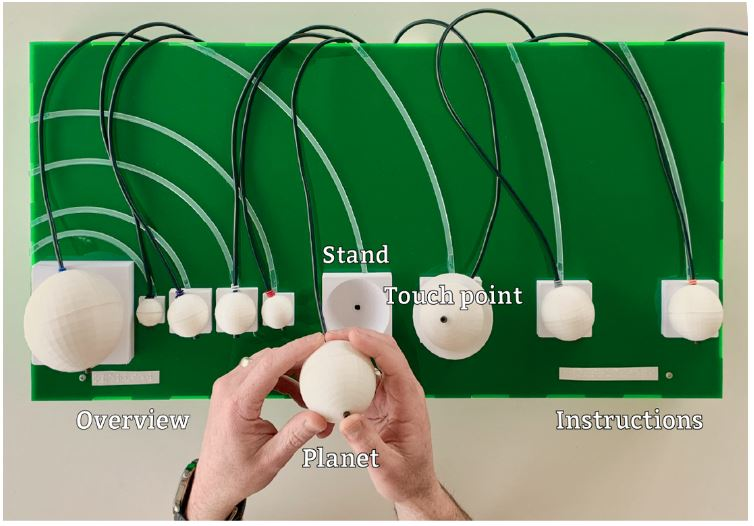 Stand
Touch point
Overview
Instructions
Planet